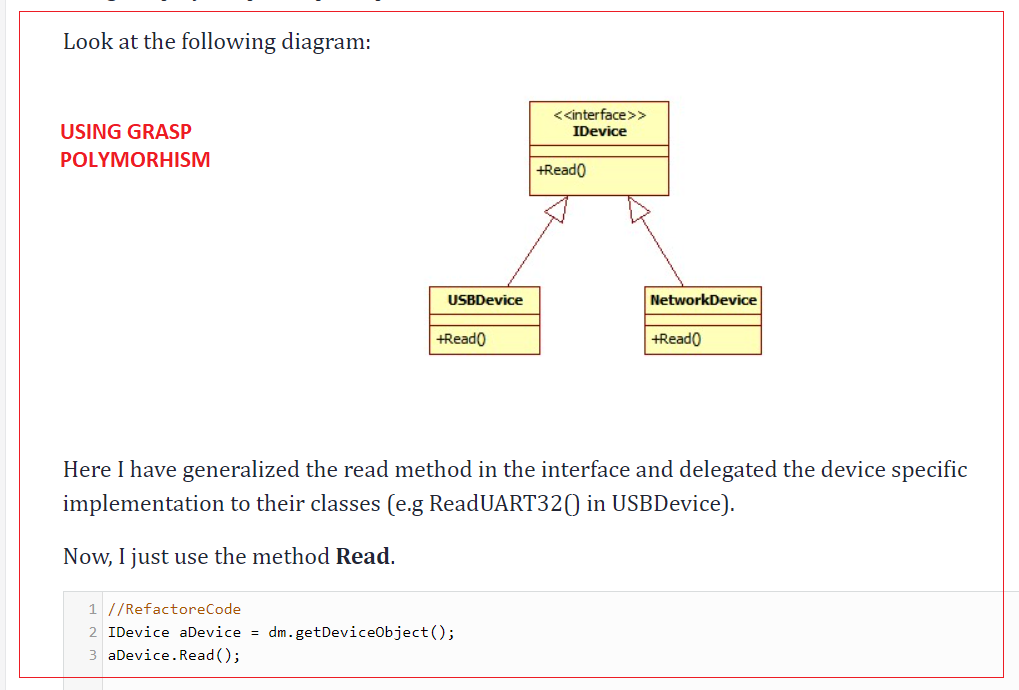 Look at the following diagram:
USING GRASP
POLYMORHISM
<<interface>>
IDevice
+Read()
USBDevice
+Read()
NetworkDevice
+Read()
Here I have generalized the read method in the interface and delegated the device specific
implementation to their classes (e.g ReadUART32() in USBDevice).
Now, I just use the method Read.
1 //RefactoreCode
2 IDevice aDevice = dm.getDeviceObject();
3 aDevice.Read();